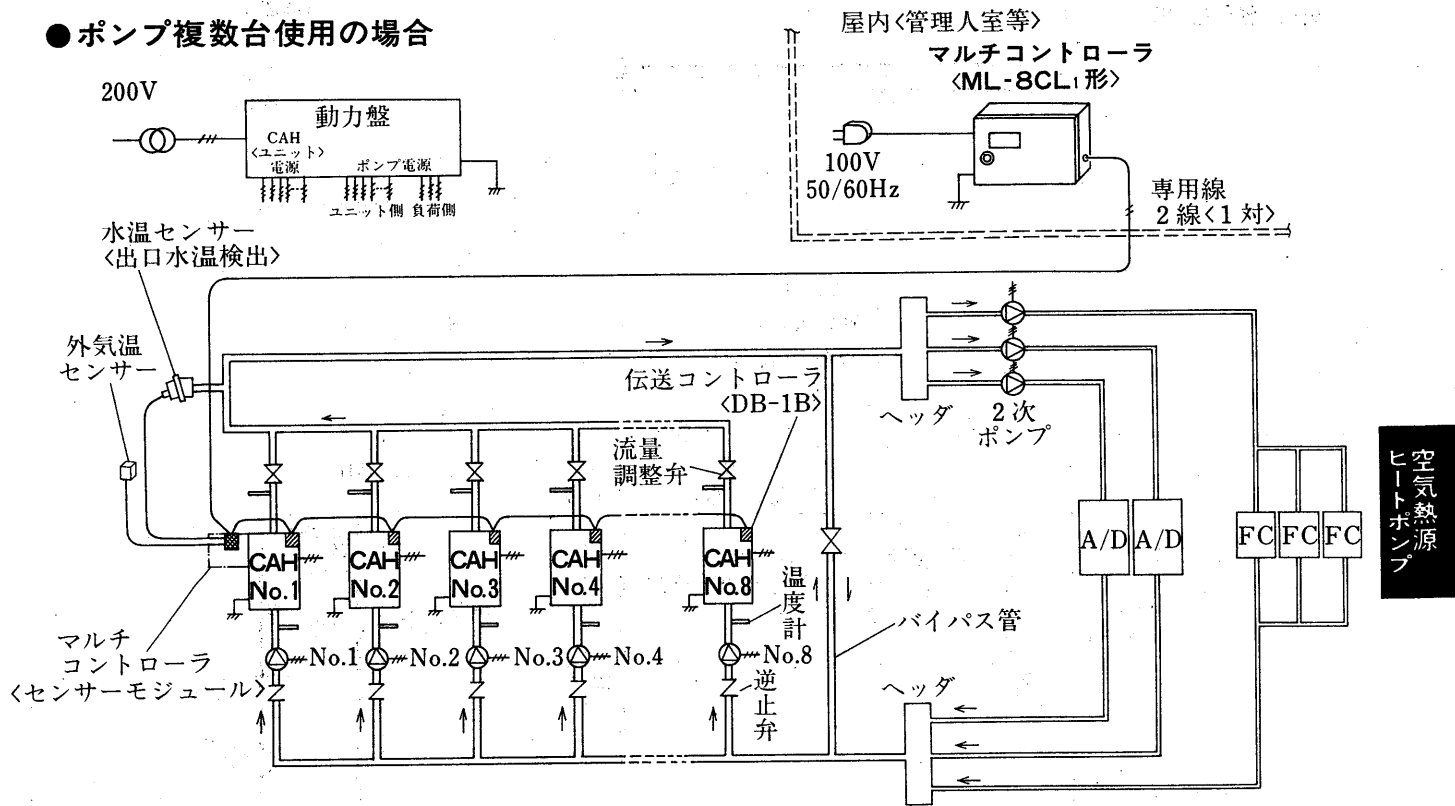 ●ポンプ複数台使用の場合
200V
動力盤
CAH
〈ユニット〉
電源
ポンプ電源
ユニット側
負荷側
屋内〈管理人室等〉
マルチコントローラ
〈ML-8CL1形〉
100V
50/60Hz
専用線
2線〈1対〉
水温センサー
〈出口水温検出〉
外気温
センサー
伝送コントローラ
〈DB-1B〉
流量
調整弁
ヘッダ
2次
ポンプ
CAH
No.1
CAH
No.2
CAH
No.3
CAH
No.4
CAH
No.8
A/D
A/D
FC
FC
FC
温度計
マルチ
コントローラ
〈センサーモジュール〉
No.1
No.2
No.3
No.4
No.8
逆止弁
バイパス管
ヘッダ
空気熱源
ヒートポンプ